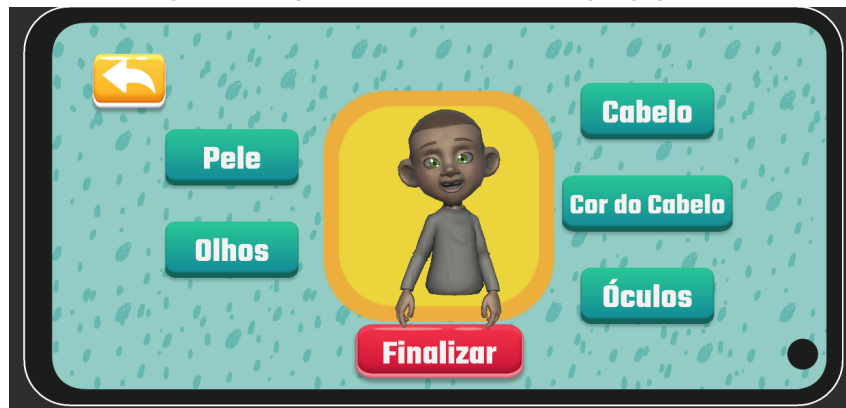 Pele
Olhos
Cabelo
Cor do Cabelo
Óculos
Finalizar